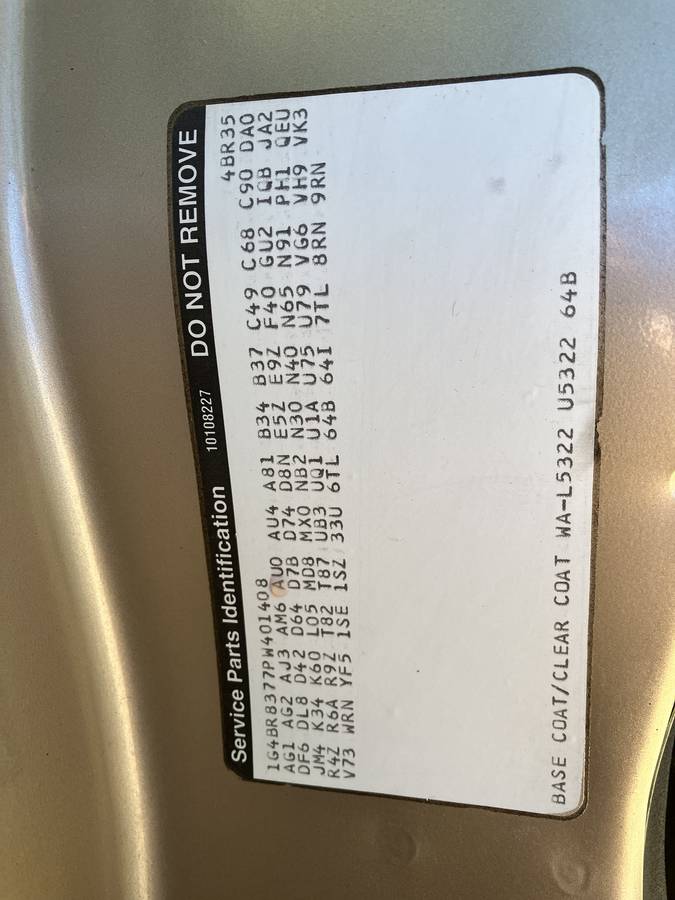 Service Parts Identification 10108227 DO NOT REMOVE
1G4BR8377PW401408 4BR35
AG1 AG2 AJ3 AM6 AU0 AU4 A81 B34 B37 C49 C68 C90 DA0
DF6 DL8 D42 D64 D7B D74 D8N E5Z E9Z F40 GU2 IQB JA2
JM4 K34 K60 L05 MD8 MX0 NB2 N30 N40 N65 N91 PH1 QEU
R4Z R6A R9Z T82 T87 UB3 UQ1 U1A U75 U79 VG6 VH9 VK3
V73 WRN YF5 1SE 1SZ 33U 6TL 64B 64I 7TL 8RN 9RN
BASE COAT/CLEAR COAT WA-L5322 U5322 64B